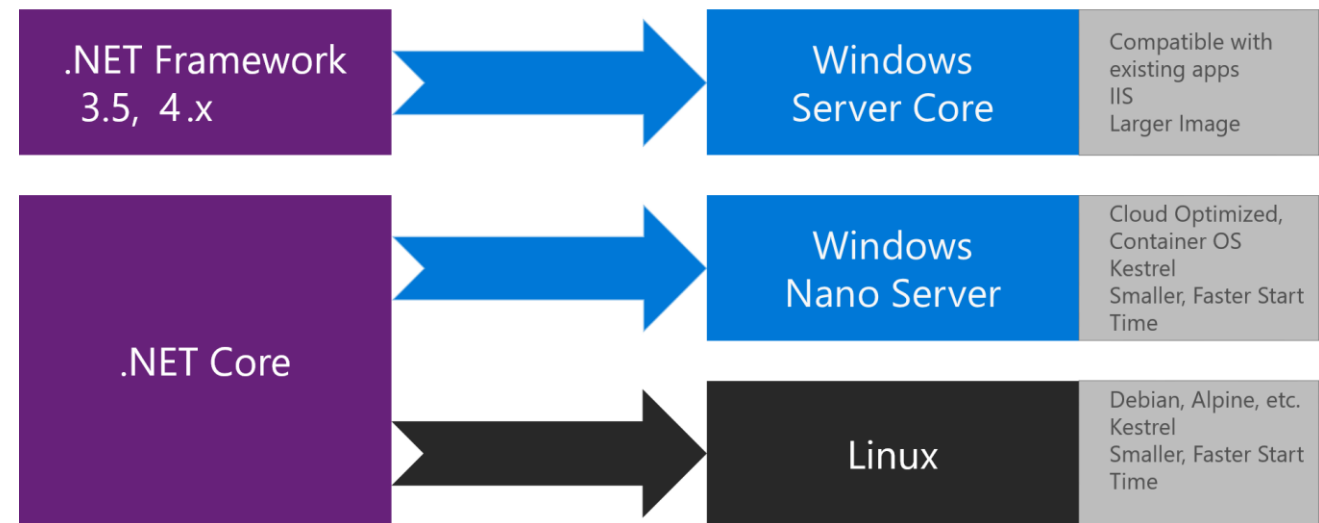 .NET Framework
3.5, 4.x
Windows
Server Core
Compatible with
existing apps
IIS
Larger Image
.NET Core
Windows
Nano Server
Cloud Optimized,
Container OS
Kestrel
Smaller, Faster Start
Time
Linux
Debian, Alpine, etc.
Kestrel
Smaller, Faster Start
Time